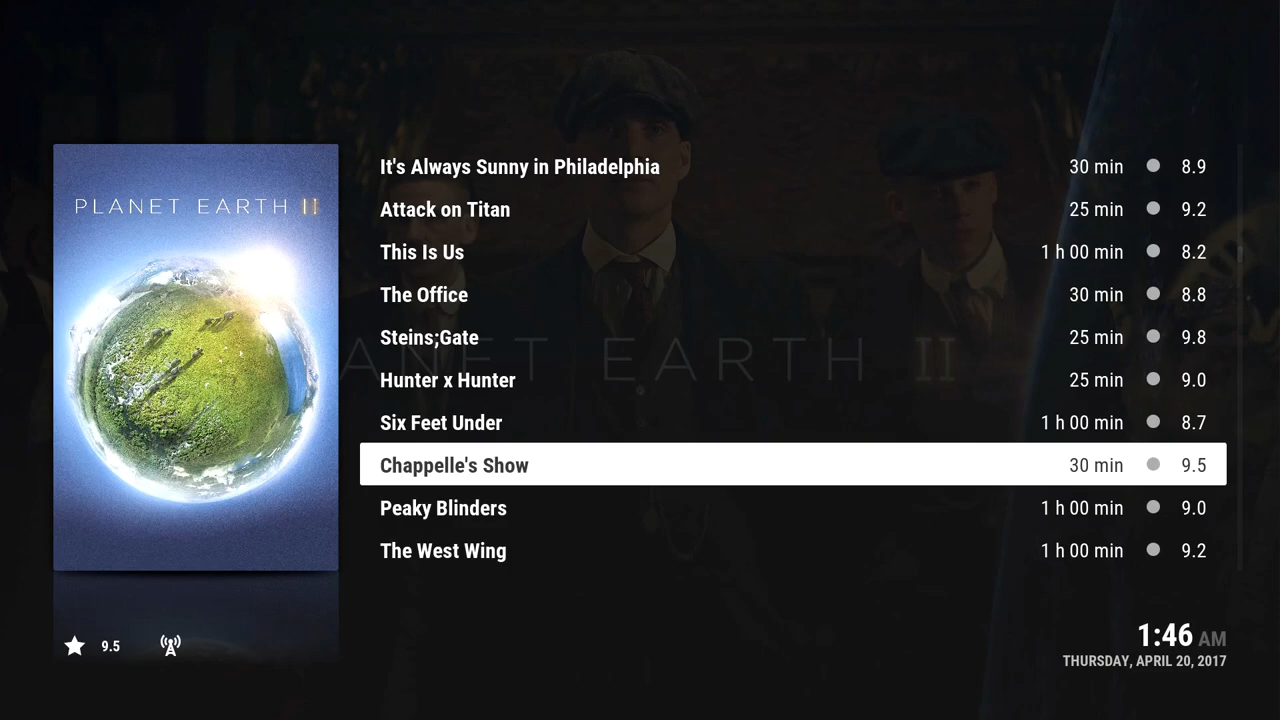 PLANET EARTH II
It's Always Sunny in Philadelphia 30 min 8.9
Attack on Titan 25 min 9.2
This Is Us 1 h 00 min 8.2
The Office 30 min 8.8
Steins;Gate 25 min 9.8
ANET EARTH II
Hunter x Hunter 25 min 9.0
Six Feet Under 1 h 00 min 8.7
Chappelle's Show 30 min 9.5
Peaky Blinders 1 h 00 min 9.0
The West Wing 1 h 00 min 9.2
9.5
1:46 AM
THURSDAY, APRIL 20, 2017